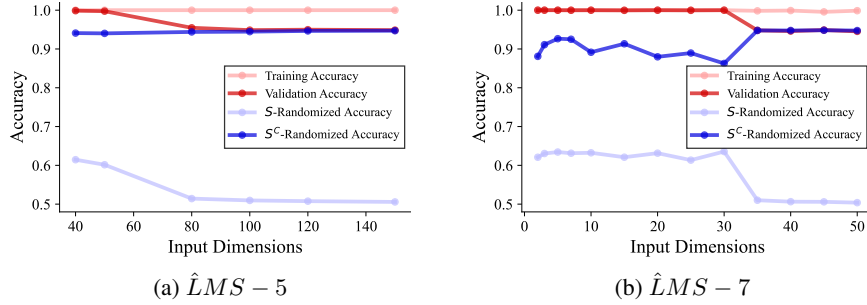 1.0
0.9
0.8
0.7
0.6
0.5
Accuracy
Training Accuracy
Validation Accuracy
S-Randomized Accuracy
S^C-Randomized Accuracy
40 60 80 100 120 140
Input Dimensions
(a) L̂MS − 5
1.0
0.9
0.8
0.7
0.6
0.5
Accuracy
Training Accuracy
Validation Accuracy
S-Randomized Accuracy
S^C-Randomized Accuracy
0 10 20 30 40 50
Input Dimensions
(b) L̂MS − 7